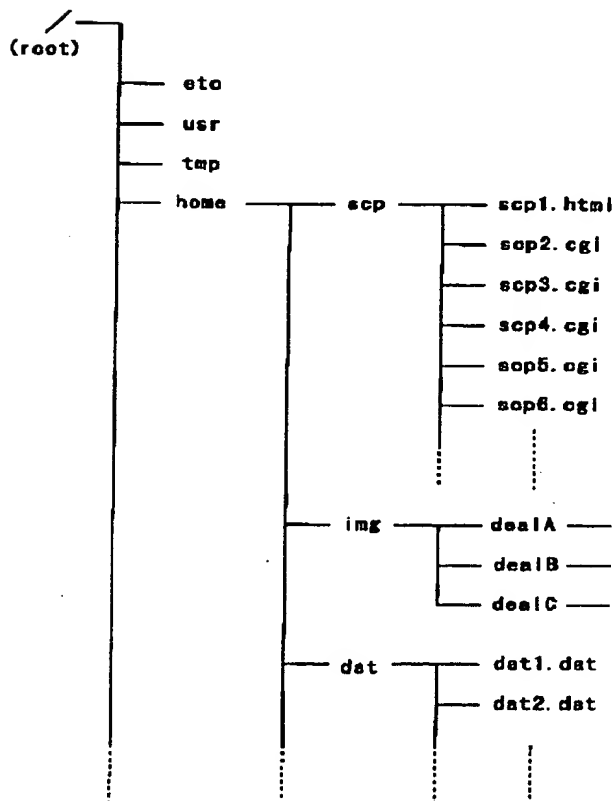 /
(root)
etc
usr
tmp
home scp scp1.html
scp2.cgi
scp3.cgi
scp4.cgi
scp5.cgi
scp6.cgi
img dealA
dealB
dealC
dat dat1.dat
dat2.dat